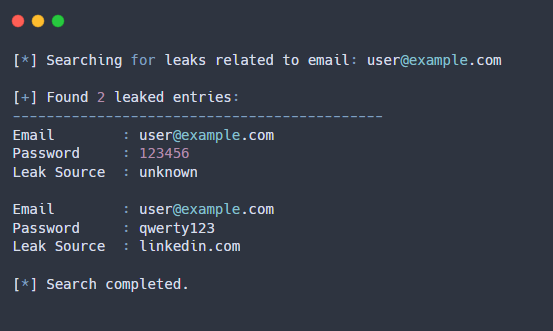 [*] Searching for leaks related to email: user@example.com
[+] Found 2 leaked entries:
--------------------------------------------
Email        : user@example.com
Password     : 123456
Leak Source  : unknown
Email        : user@example.com
Password     : qwerty123
Leak Source  : linkedin.com
[*] Search completed.